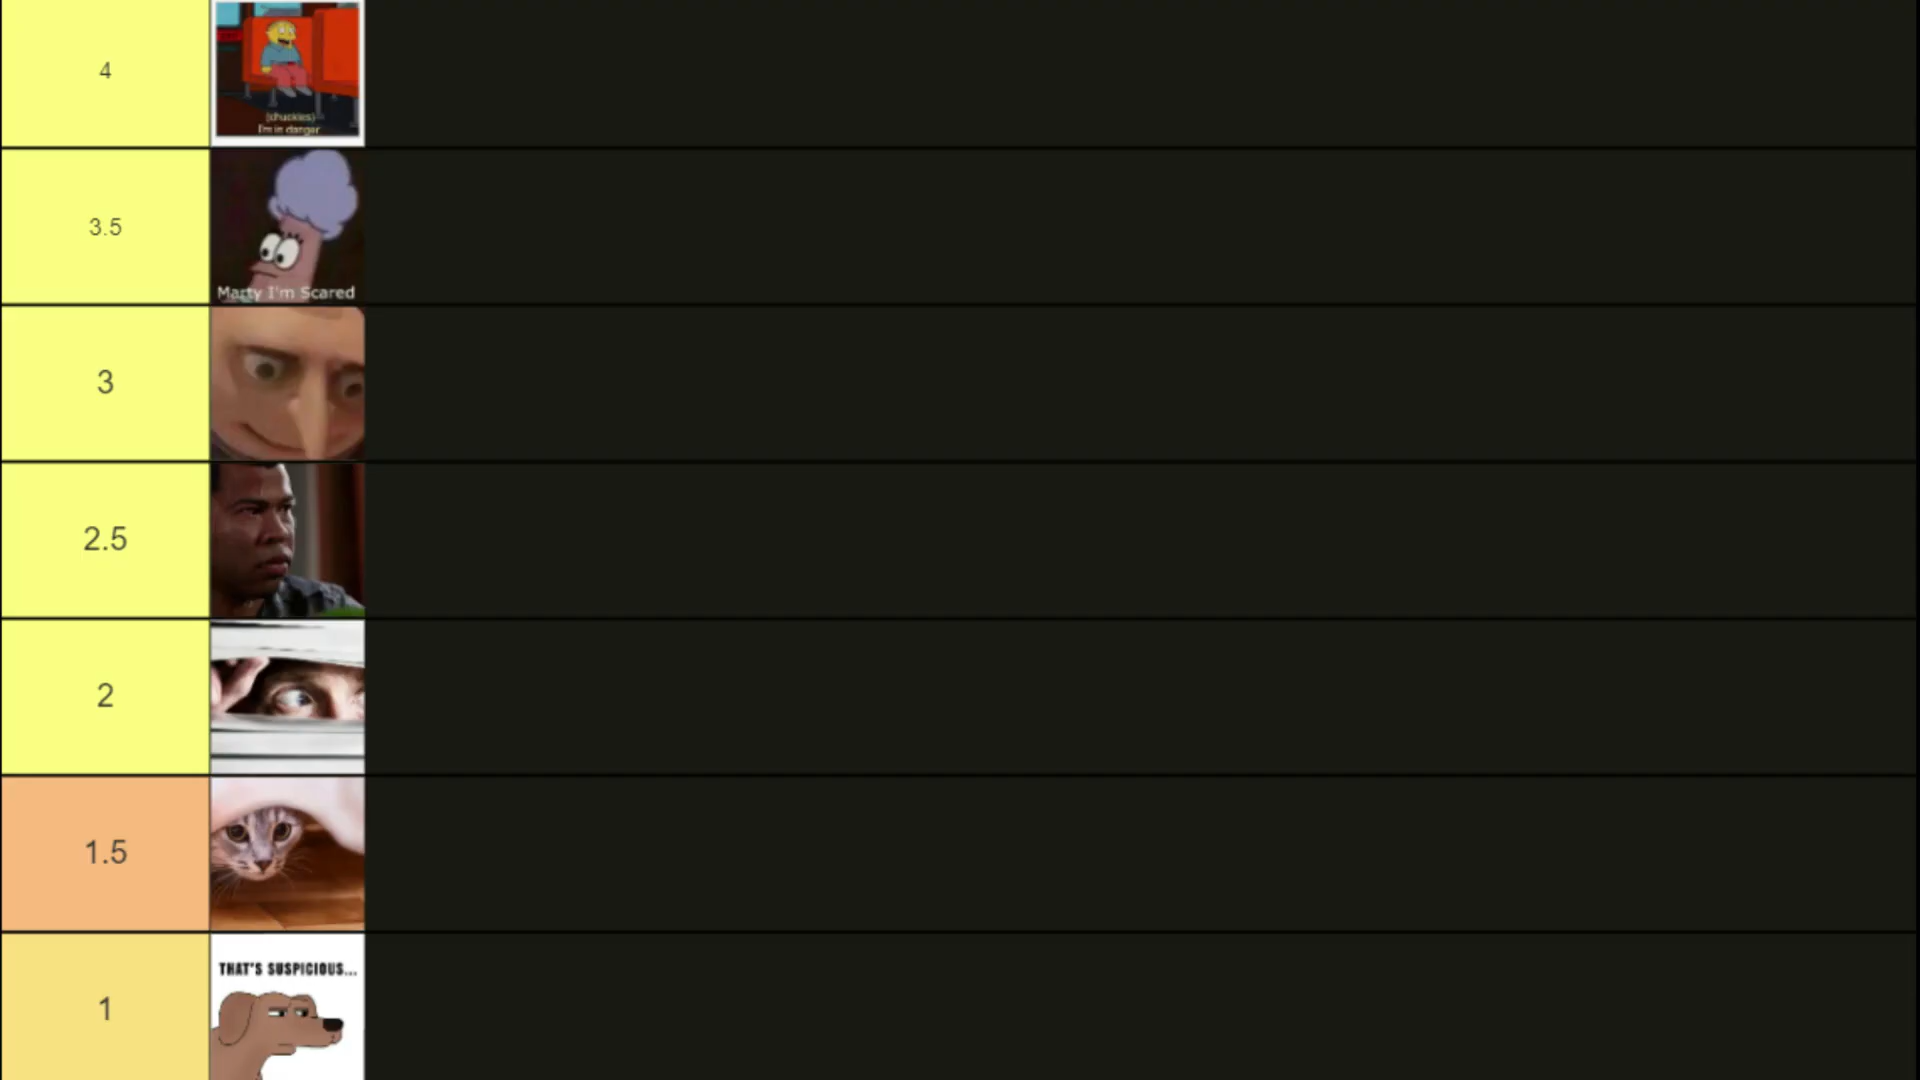 4
(chuckles)
I'm in danger
3.5
Marty I'm Scared
3
2.5
2
1.5
THAT'S SUSPICIOUS...
1